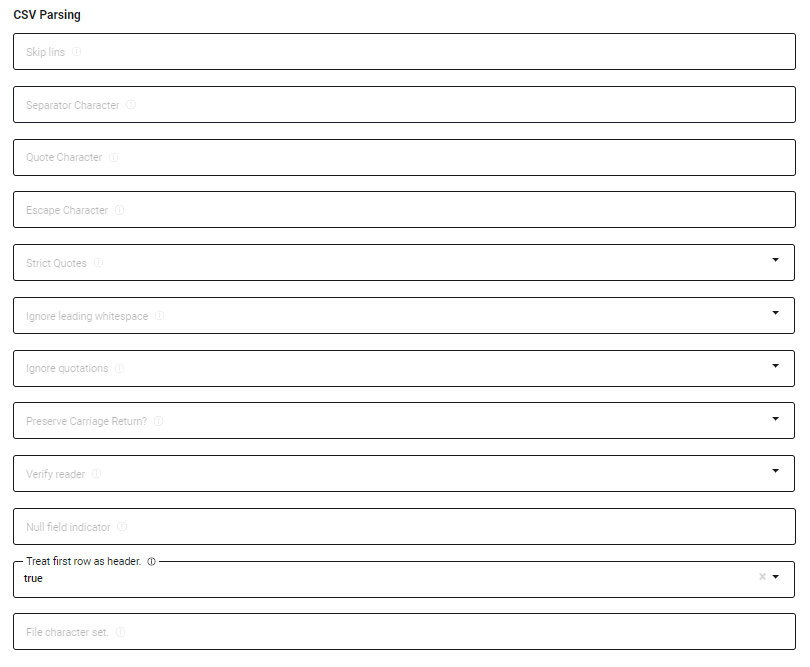 CSV Parsing
Skip lins
Separator Character
Quote Character
Escape Character
Strict Quotes
Ignore leading whitespace
Ignore quotations
Preserve Carriage Return?
Verify reader
Null field indicator
Treat first row as header.
true
File character set.